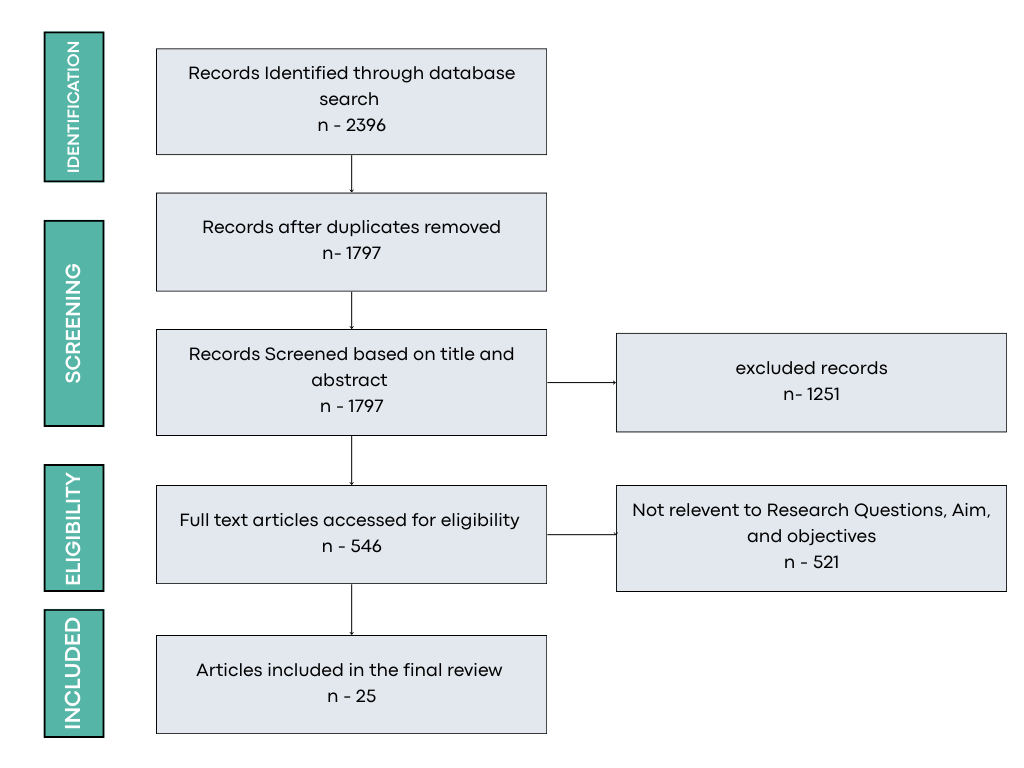 IDENTIFICATION
Records Identified through database
search
n - 2396
SCREENING
Records after duplicates removed
n- 1797
Records Screened based on title and
abstract
n - 1797
excluded records
n- 1251
ELIGIBILITY
Full text articles accessed for eligibility
n - 546
Not relevent to Research Questions, Aim,
and objectives
n - 521
INCLUDED
Articles included in the final review
n - 25